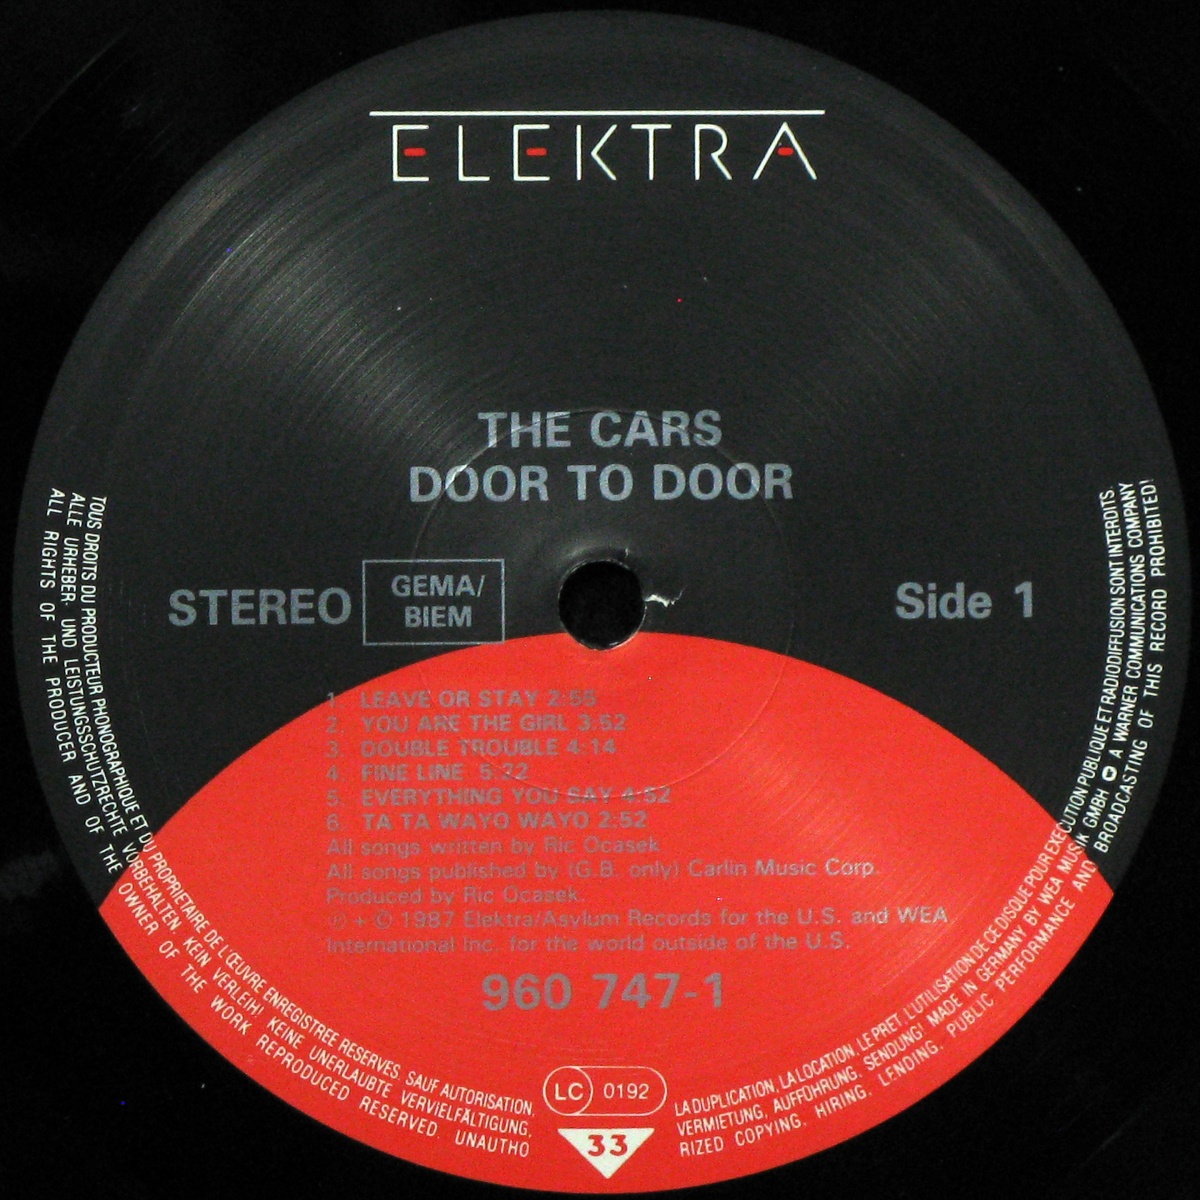 ELEKTRA
THE CARS
DOOR TO DOOR
STEREO
GEMA/
BIEM
Side 1
1. LEAVE OR STAY 2:55
2. YOU ARE THE GIRL 3:52
3. DOUBLE TROUBLE 4:14
4. FINE LINE 5:22
5. EVERYTHING YOU SAY 4:52
6. TA TA WAYO WAYO 2:52
All songs written by Ric Ocasek
All songs published by (G.B. only) Carlin Music Corp.
Produced by Ric Ocasek.
℗ + © 1987 Elektra/Asylum Records for the U.S. and WEA
International Inc. for the world outside of the U.S.
960 747-1
LC 0192
33
TOUS DROITS DU PRODUCTEUR PHONOGRAPHIQUE ET DU PROPRIETAIRE DE L'ŒUVRE ENREGISTREE RESERVES. SAUF AUTORISATION, LA DUPLICATION, LA LOCATION, LE PRET, L'UTILISATION DE CE DISQUE POUR EXECUTION PUBLIQUE ET RADIODIFFUSION SONT INTERDITS.
ALLE URHEBER- UND LEISTUNGSSCHUTZRECHTE VORBEHALTEN KEIN VERLEIH! KEINE UNERLAUBTE VERVIELFÄLTIGUNG, VERMIETUNG, AUFFÜHRUNG, SENDUNG! MADE IN GERMANY BY WEA MUSIK GMBH A WARNER COMMUNICATIONS COMPANY
ALL RIGHTS OF THE PRODUCER AND OF THE OWNER OF THE WORK REPRODUCED RESERVED. UNAUTHORIZED COPYING, HIRING, LENDING, PUBLIC PERFORMANCE AND BROADCASTING OF THIS RECORD PROHIBITED!